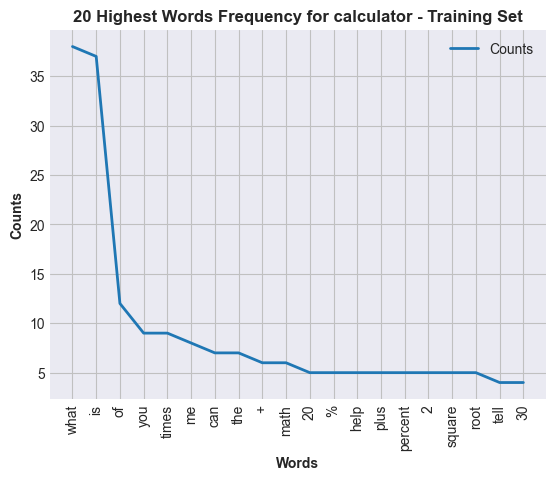 20 Highest Words Frequency for calculator - Training Set
Counts
35
30
25
20
15
10
5
Counts
what
is
of
you
times
me
can
the
+
math
20
%
help
plus
percent
2
square
root
tell
30
Words